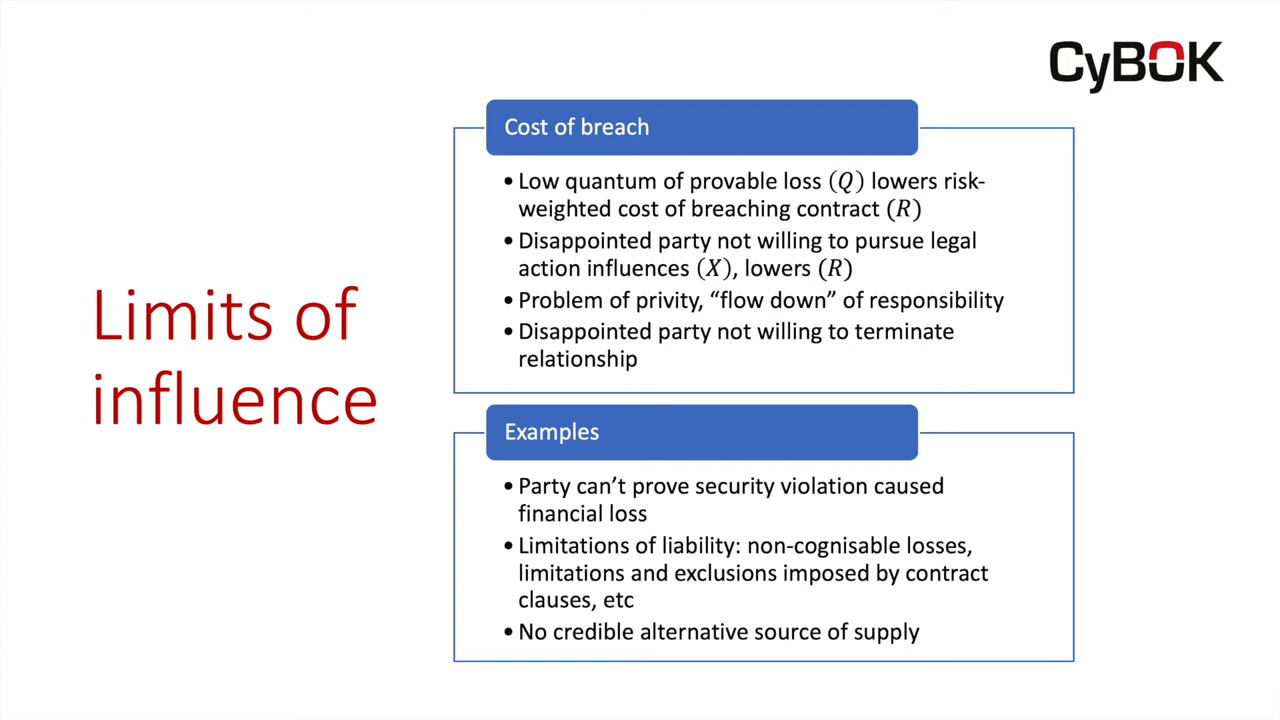 CyBOK
Limits of
influence
Cost of breach
• Low quantum of provable loss (Q) lowers risk-
weighted cost of breaching contract (R)
• Disappointed party not willing to pursue legal
action influences (X), lowers (R)
• Problem of privity, “flow down” of responsibility
• Disappointed party not willing to terminate
relationship
Examples
• Party can’t prove security violation caused
financial loss
• Limitations of liability: non-cognisable losses,
limitations and exclusions imposed by contract
clauses, etc
• No credible alternative source of supply